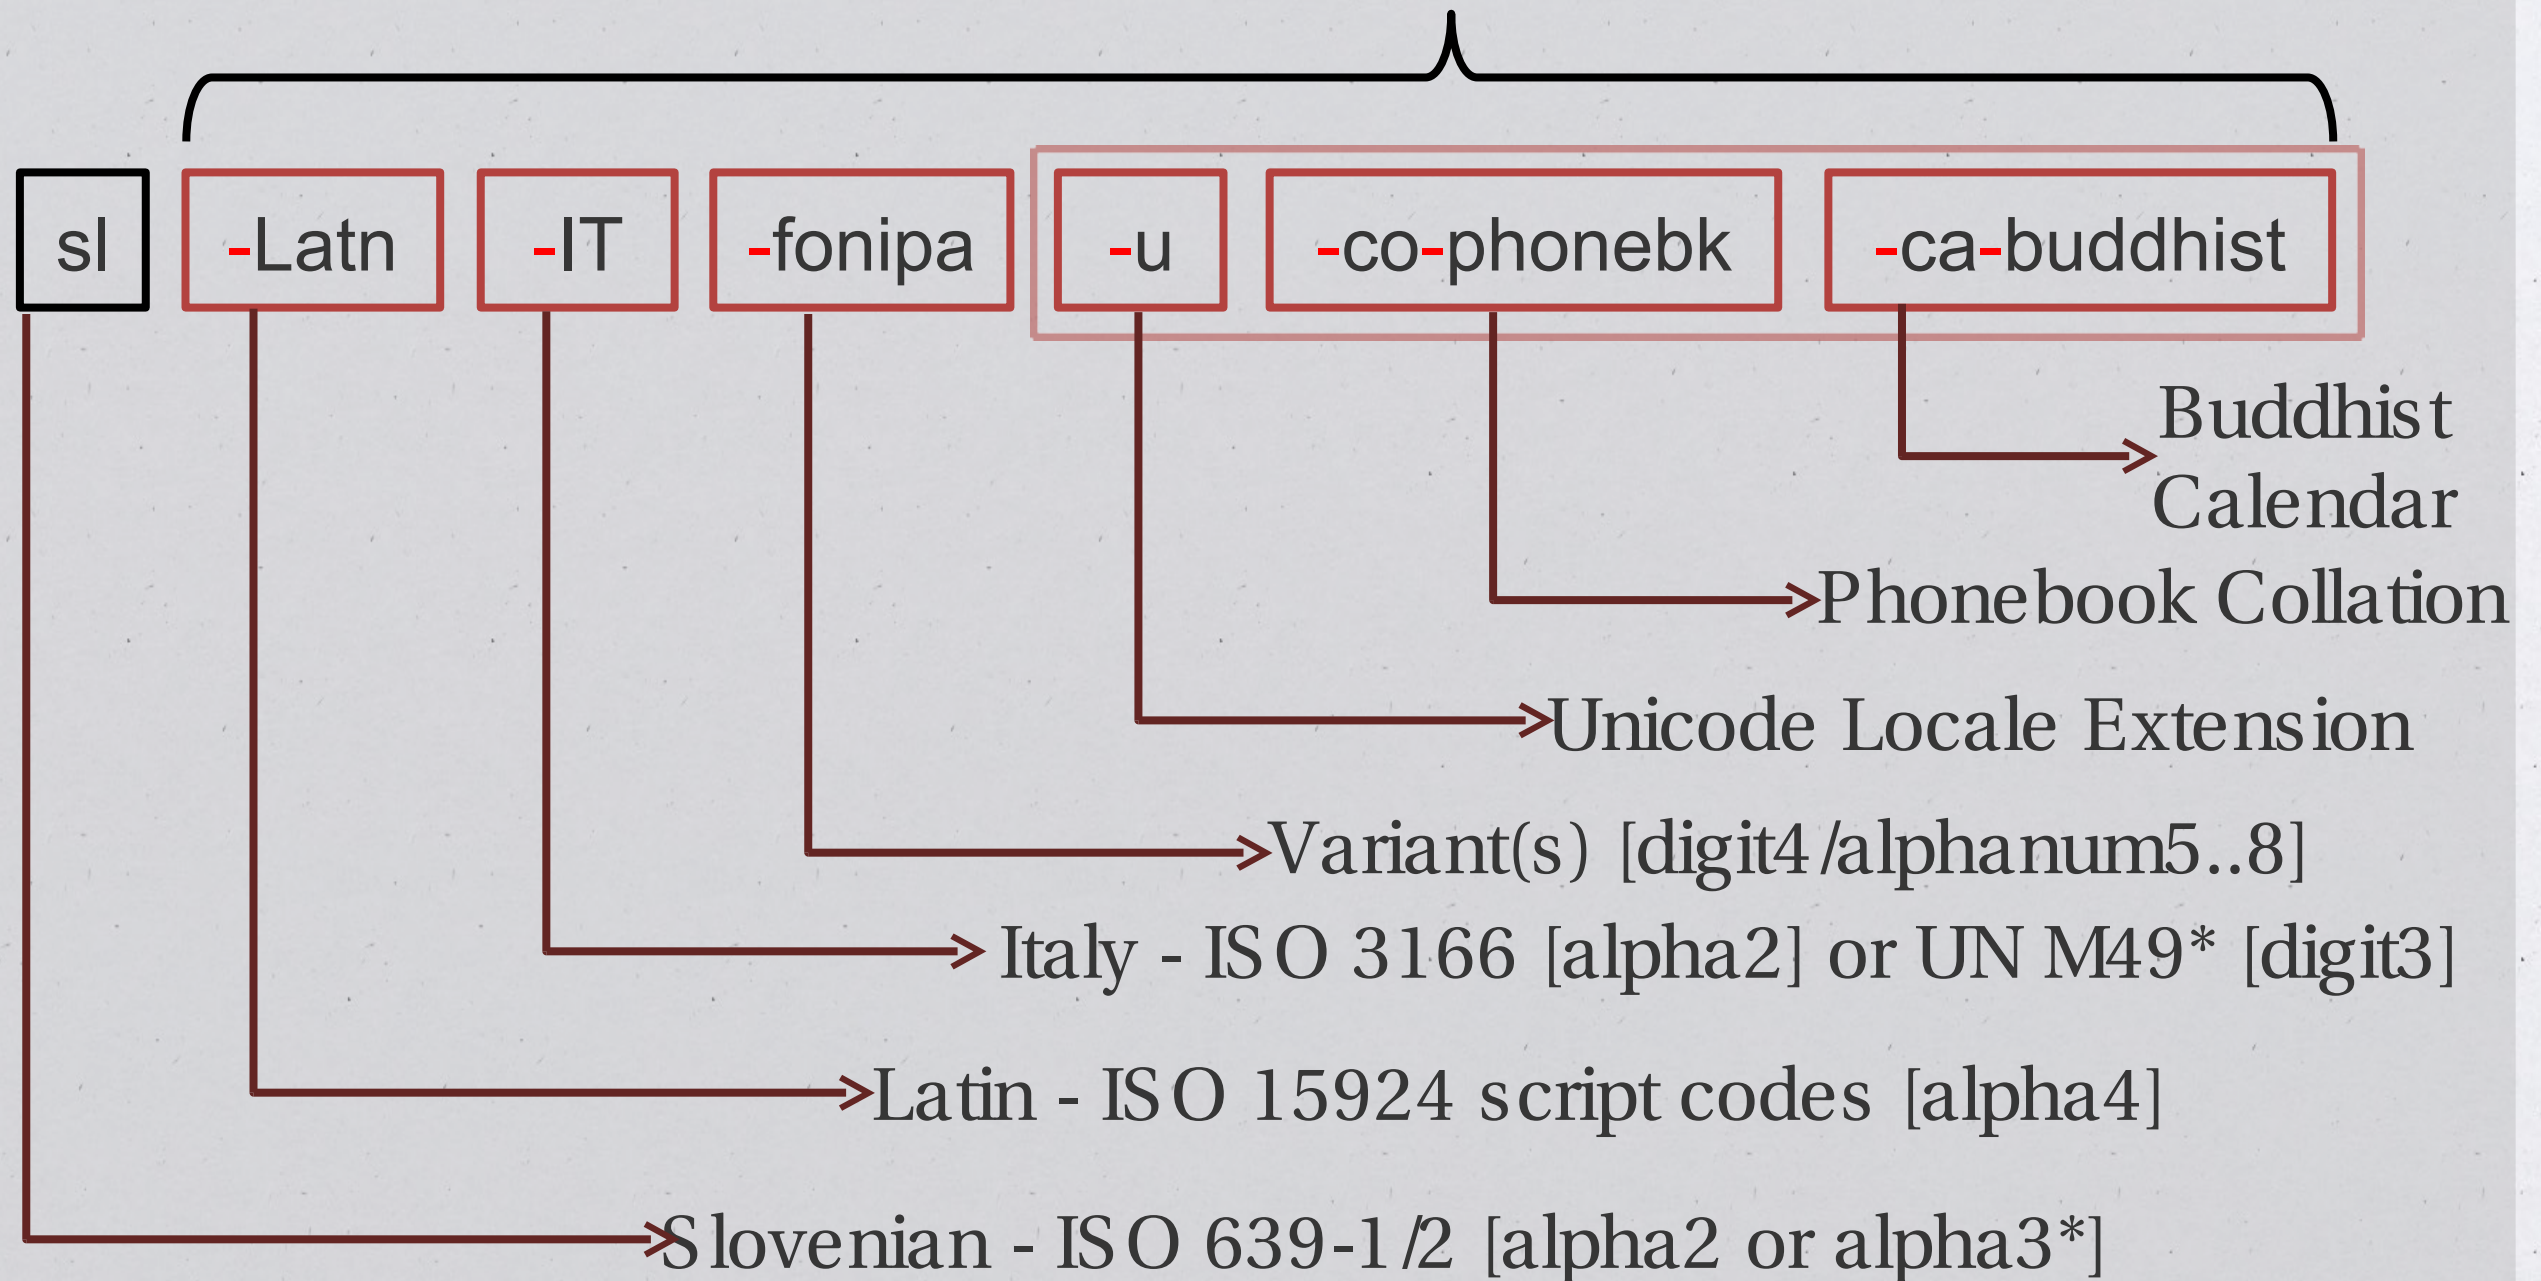 sl -Latn -IT -fonipa -u -co-phonebk -ca-buddhist
Buddhist
Calendar
Phonebook Collation
Unicode Locale Extension
Variant(s) [digit4/alphanum5..8]
Italy - ISO 3166 [alpha2] or UN M49* [digit3]
Latin - ISO 15924 script codes [alpha4]
Slovenian - ISO 639-1/2 [alpha2 or alpha3*]